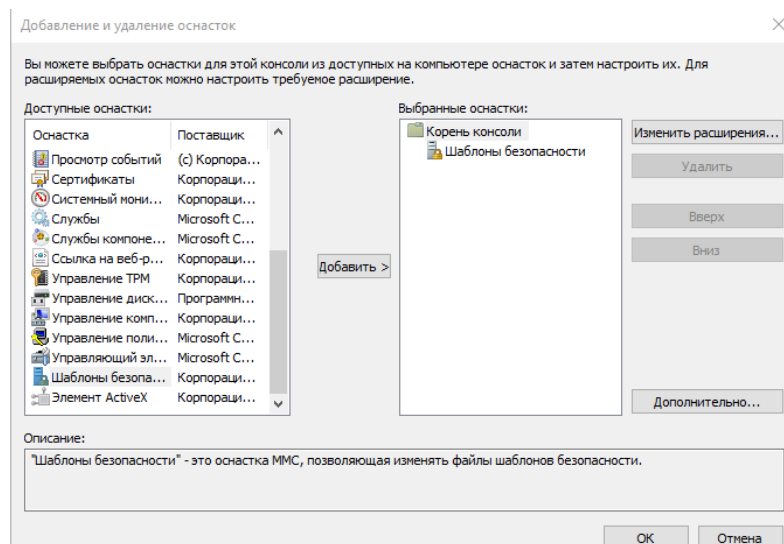 Добавление и удаление оснасток
Вы можете выбрать оснастки для этой консоли из доступных на компьютере оснасток и затем настроить их. Для
расширяемых оснасток можно настроить требуемое расширение.
Доступные оснастки:
Выбранные оснастки:
Оснастка Поставщик
Просмотр событий (с) Корпора...
Сертификаты Корпораци...
Системный мони... Корпораци...
Службы Microsoft C...
Службы компоне... Microsoft C...
Ссылка на веб-р... Корпораци...
Управление TPM Корпораци...
Управление диск... Программн...
Управление комп... Корпораци...
Управление поли... Microsoft C...
Управляющий эл... Microsoft C...
Шаблоны безопа... Корпораци...
Элемент ActiveX Корпораци...
Добавить >
Корень консоли
Шаблоны безопасности
Изменить расширения...
Удалить
Вверх
Вниз
Дополнительно...
Описание:
"Шаблоны безопасности" - это оснастка MMC, позволяющая изменять файлы шаблонов безопасности.
ОК Отмена